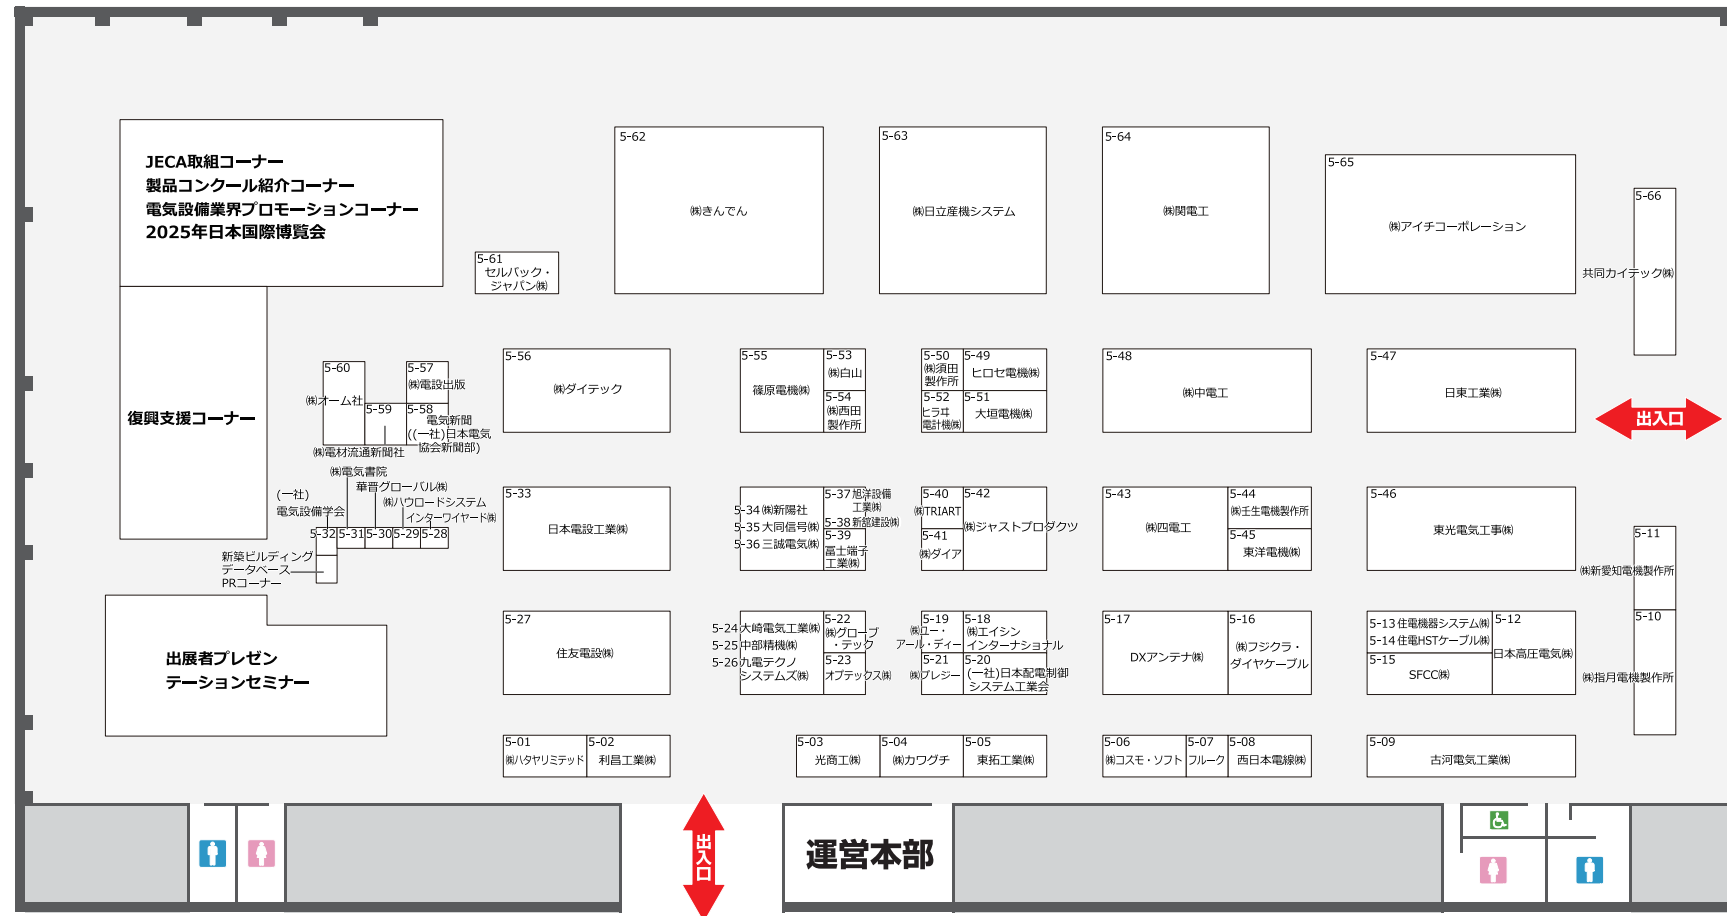 JECA取組コーナー
製品コンクール紹介コーナー
電気設備業界プロモーションコーナー
2025年日本国際博覧会
5-61
セルバック・
ジャパン㈱
5-62
㈱きんでん
5-63
㈱日立産機システム
5-64
㈱関電工
5-65
㈱アイチコーポレーション
5-66
共同カイテック㈱
復興支援コーナー
5-60
㈱オーム社
5-57
㈱電設出版
5-59
㈱電材流通新聞社
5-58
電気新聞
((一社)日本電気
協会新聞部)
5-56
㈱ダイテック
5-55
篠原電機㈱
5-53
㈱白山
5-54
㈱西田
製作所
5-50
㈱須田
製作所
5-49
ヒロセ電機㈱
5-52
ヒラヰ
電計機㈱
5-51
大垣電機㈱
5-48
㈱中電工
5-47
日東工業㈱
出入口
㈱電気書院
華晋グローバル㈱
㈱ハウロードシステム
インターワイヤード㈱
(一社)
電気設備学会
5-32
5-31
5-30
5-29
5-28
新築ビルディング
データベース
PRコーナー
5-33
日本電設工業㈱
5-34 ㈱新陽社
5-35 大同信号㈱
5-36 三誠電気㈱
5-37 旭洋設備
工業㈱
5-38 新舘建設㈱
5-39
冨士端子
工業㈱
5-40
㈱TRIART
5-41
㈱ダイア
5-42
㈱ジャストプロダクツ
5-43
㈱四電工
5-44
㈱壬生電機製作所
5-45
東洋電機㈱
5-46
東光電気工事㈱
5-11
㈱新愛知電機製作所
5-10
㈱指月電機製作所
出展者プレゼン
テーションセミナー
5-27
住友電設㈱
5-24 大崎電気工業㈱
5-25 中部精機㈱
5-26 九電テクノ
システムズ㈱
5-22
㈱グローブ
・テック
5-23
オプテックス㈱
5-19
㈱ユー・
アール・ディー
5-18
㈱エイシン
インターナショナル
5-21
㈱プレジー
5-20
(一社)日本配電制御
システム工業会
5-17
DXアンテナ㈱
5-16
㈱フジクラ・
ダイヤケーブル
5-13 住電機器システム㈱
5-14 住電HSTケーブル㈱
5-15
SFCC㈱
5-12
日本高圧電気㈱
5-01
㈱ハタヤリミテッド
5-02
利昌工業㈱
5-03
光商工㈱
5-04
㈱カワグチ
5-05
東拓工業㈱
5-06
㈱コスモ・ソフト
5-07
フルーク
5-08
西日本電線㈱
5-09
古河電気工業㈱
出入口
運営本部